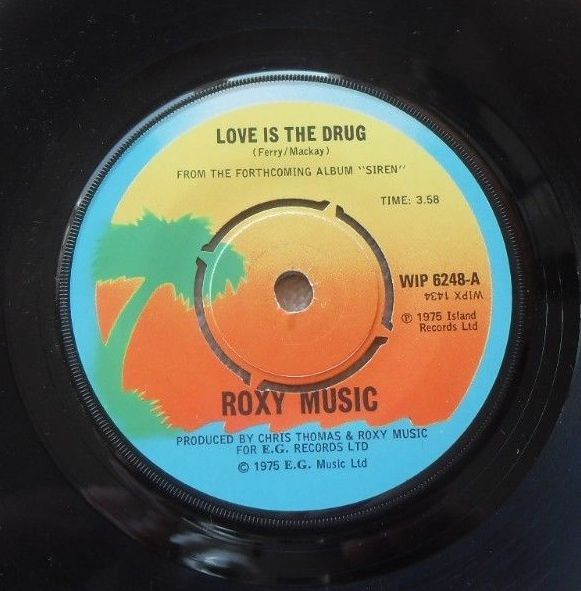 LOVE IS THE DRUG
(Ferry/Mackay)
FROM THE FORTHCOMING ALBUM "SIREN"
TIME: 3.58
WIP 6248-A
WIPX 1434
℗ 1975 Island
Records Ltd
ROXY MUSIC
PRODUCED BY CHRIS THOMAS & ROXY MUSIC
FOR E.G. RECORDS LTD
© 1975 E.G. Music Ltd